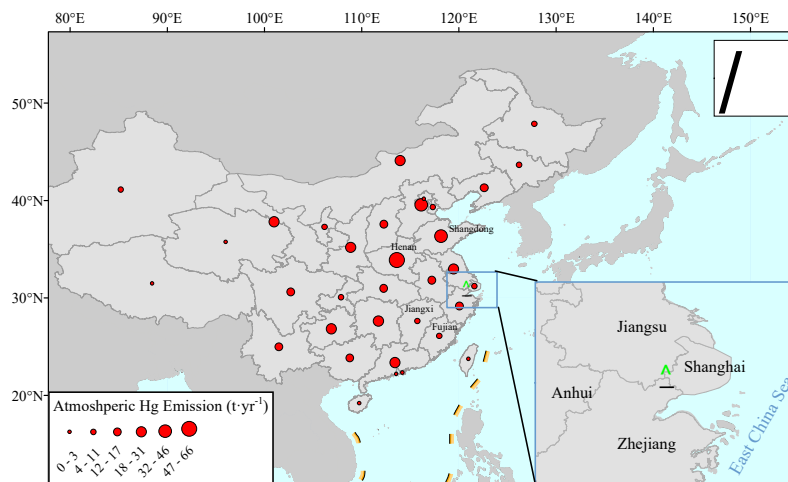 80°E 90°E 100°E 110°E 120°E 130°E 140°E 150°E
50°N
40°N
30°N
20°N
Shangdong
Henan
Jiangxi
Fujian
Jiangsu
Shanghai
Anhui
Zhejiang
East China Sea
Atmoshperic Hg Emission (t·yr⁻¹)
0 - 3
4 - 11
12 - 17
18 - 31
32 - 46
47 - 66